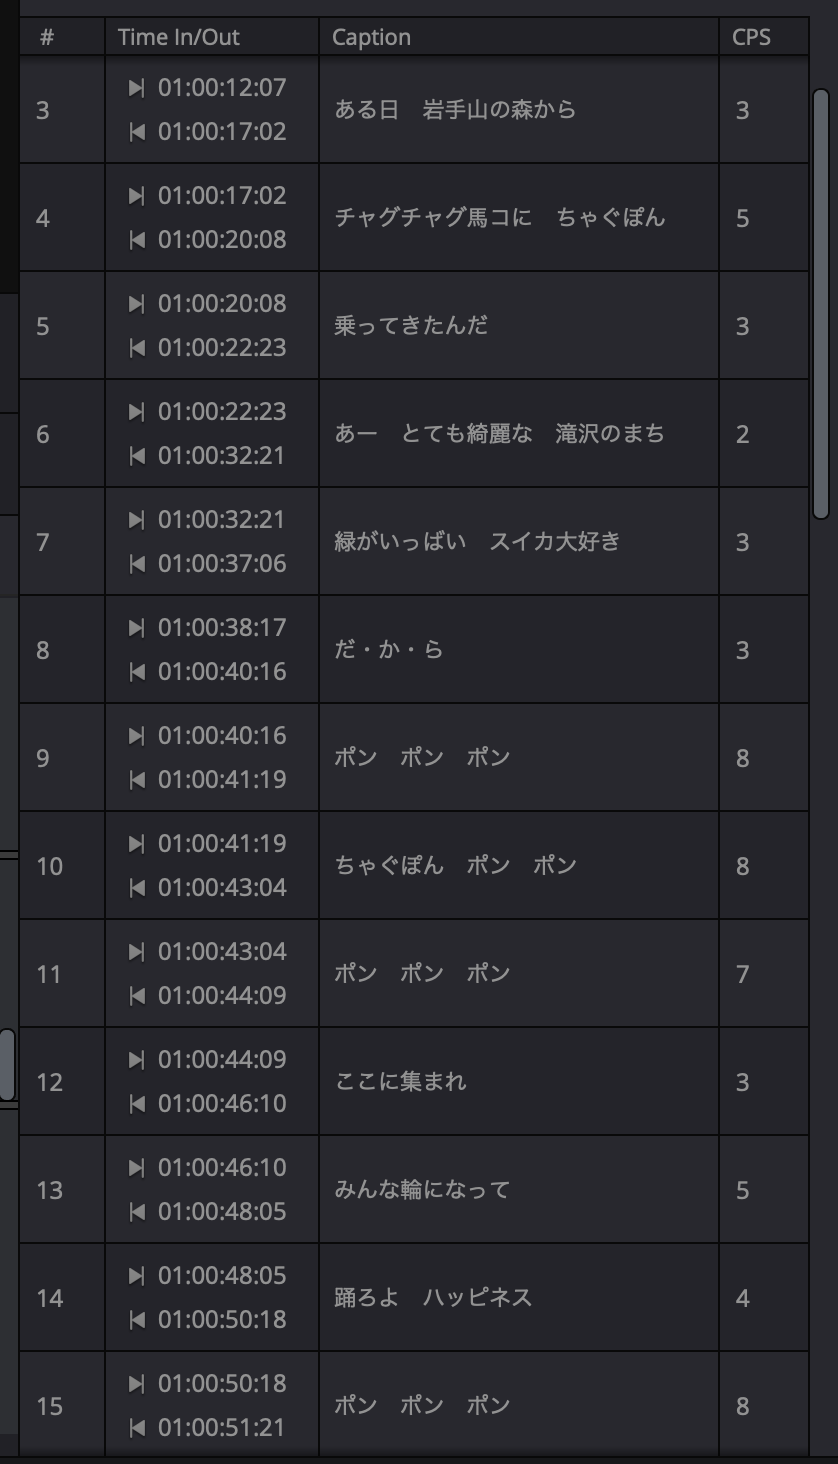 # Time In/Out Caption CPS
3 01:00:12:07 ある日　岩手山の森から 3
01:00:17:02
4 01:00:17:02 チャグチャグ馬コに　ちゃぐぽん 5
01:00:20:08
5 01:00:20:08 乗ってきたんだ 3
01:00:22:23
6 01:00:22:23 あー　とても綺麗な　滝沢のまち 2
01:00:32:21
7 01:00:32:21 緑がいっぱい　スイカ大好き 3
01:00:37:06
8 01:00:38:17 だ・か・ら 3
01:00:40:16
9 01:00:40:16 ポン　ポン　ポン 8
01:00:41:19
10 01:00:41:19 ちゃぐぽん　ポン　ポン 8
01:00:43:04
11 01:00:43:04 ポン　ポン　ポン 7
01:00:44:09
12 01:00:44:09 ここに集まれ 3
01:00:46:10
13 01:00:46:10 みんな輪になって 5
01:00:48:05
14 01:00:48:05 踊ろよ　ハッピネス 4
01:00:50:18
15 01:00:50:18 ポン　ポン　ポン 8
01:00:51:21